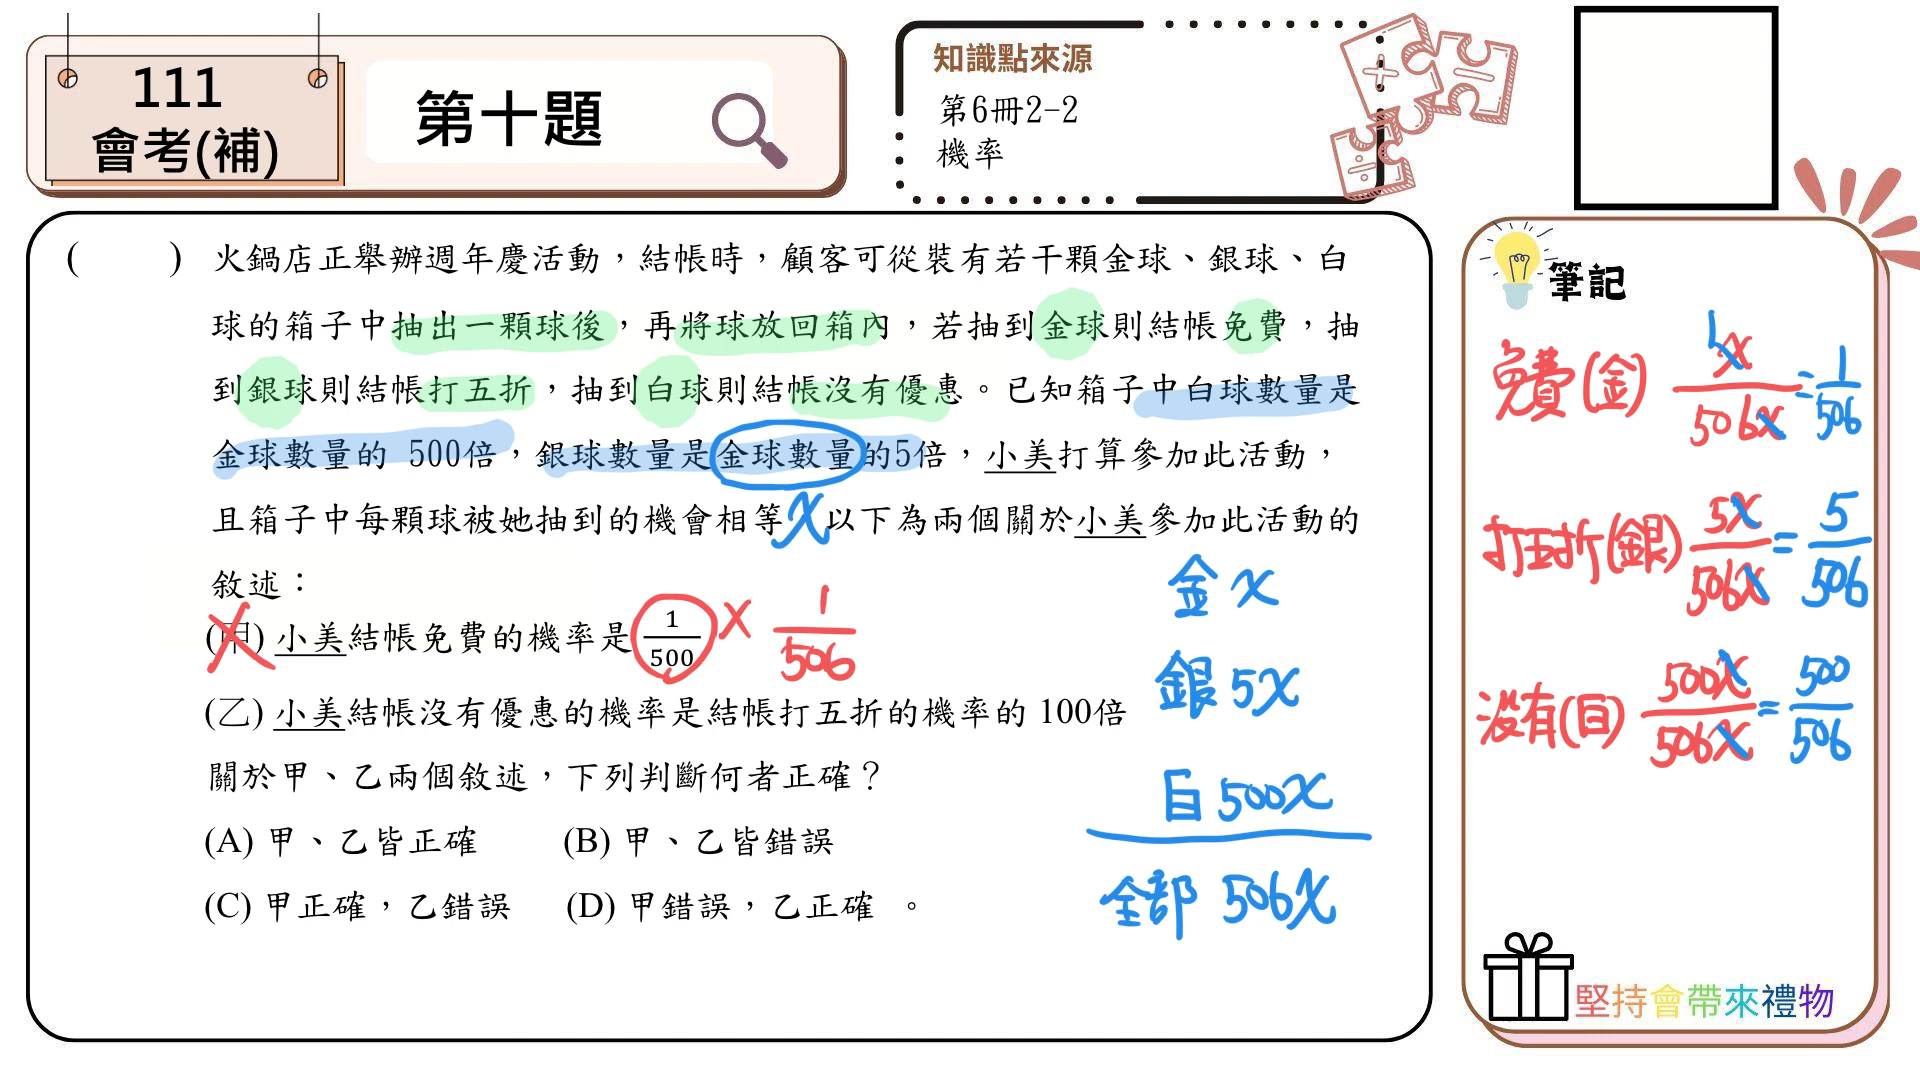 111
會考(補)
第十題
知識點來源
第6冊2-2
機率
(　　) 火鍋店正舉辦週年慶活動，結帳時，顧客可從裝有若干顆金球、銀球、白
球的箱子中抽出一顆球後，再將球放回箱內，若抽到金球則結帳免費，抽
到銀球則結帳打五折，抽到白球則結帳沒有優惠。已知箱子中白球數量是
金球數量的 500倍，銀球數量是金球數量的5倍，小美打算參加此活動，
且箱子中每顆球被她抽到的機會相等 x 以下為兩個關於小美參加此活動的
敘述：
(甲) 小美結帳免費的機率是 1/500 x 1/506
(乙) 小美結帳沒有優惠的機率是結帳打五折的機率的 100倍
關於甲、乙兩個敘述，下列判斷何者正確？
(A) 甲、乙皆正確 (B) 甲、乙皆錯誤
(C) 甲正確，乙錯誤 (D) 甲錯誤，乙正確 。
金 x
銀 5x
白 500x
全部 506x
筆記
免費(金) x/506x = 1/506
1
打五折(銀) 5x/506x = 5/506
沒有(白) 500x/506x = 500/506
堅持會帶來禮物